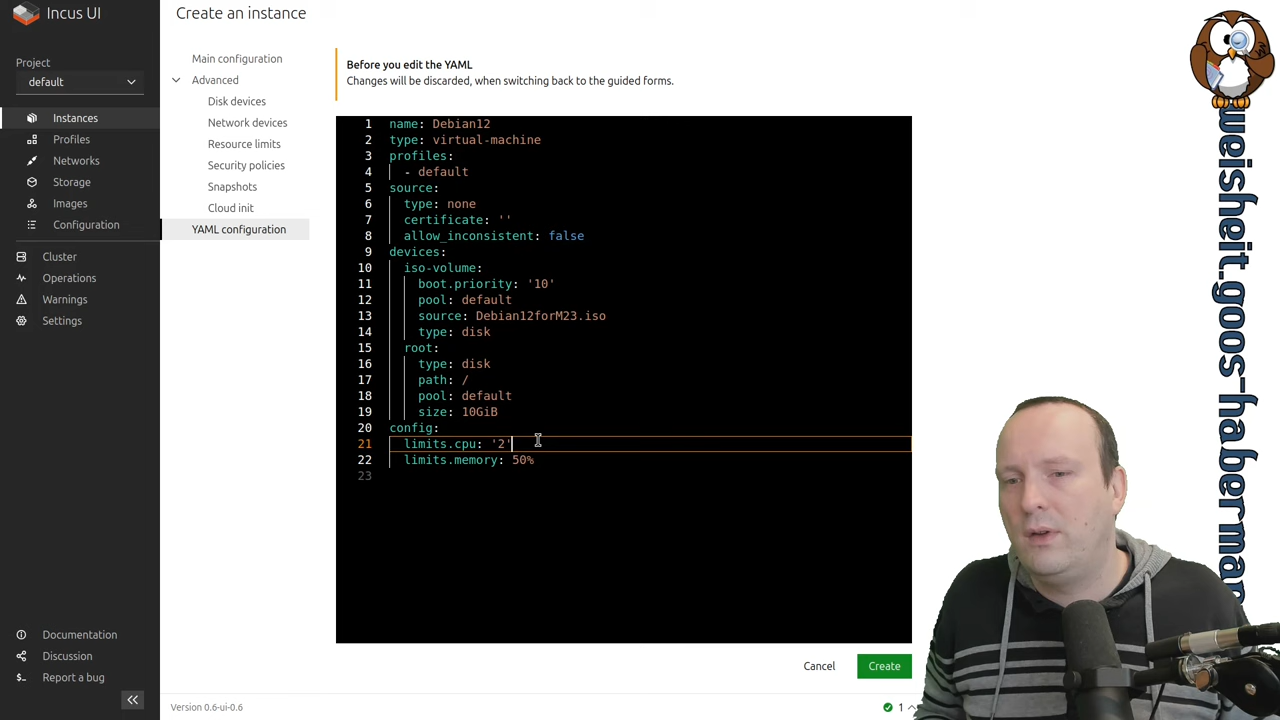 Incus UI
Create an instance
Project
default
Instances
Profiles
Networks
Storage
Images
Configuration
Cluster
Operations
Warnings
Settings
Documentation
Discussion
Report a bug
Main configuration
Advanced
Disk devices
Network devices
Resource limits
Security policies
Snapshots
Cloud init
YAML configuration
Before you edit the YAML
Changes will be discarded, when switching back to the guided forms.
1 name: Debian12
2 type: virtual-machine
3 profiles:
4 - default
5 source:
6 type: none
7 certificate: ''
8 allow_inconsistent: false
9 devices:
10 iso-volume:
11 boot.priority: '10'
12 pool: default
13 source: Debian12forM23.iso
14 type: disk
15 root:
16 type: disk
17 path: /
18 pool: default
19 size: 10GiB
20 config:
21 limits.cpu: '2'
22 limits.memory: 50%
23
Cancel
Create
Version 0.6-ui-0.6
1